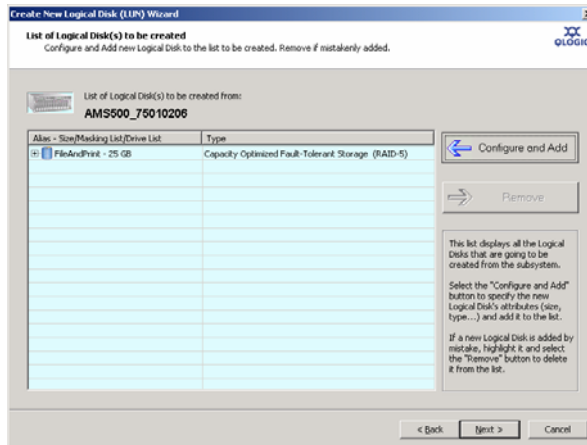 Create New Logical Disk (LUN) Wizard
List of Logical Disk(s) to be created
Configure and Add new Logical Disk to the list to be created. Remove if mistakenly added.
QLOGIC
List of Logical Disk(s) to be created from:
AMS500_75010206
Alias - Size/Masking List/Drive List
Type
FileAndPrint - 25 GB
Capacity Optimized Fault-Tolerant Storage (RAID-5)
Configure and Add
Remove
This list displays all the Logical
Disks that are going to be
created from the subsystem.
Select the "Configure and Add"
button to specify the new
Logical Disk's attributes (size,
type...) and add it to the list.
If a new Logical Disk is added by
mistake, highlight it and select
the "Remove" button to delete
it from the list.
< Back
Next >
Cancel